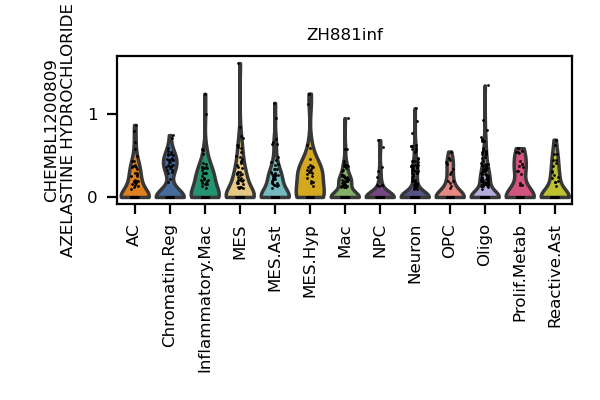 ZH881inf
CHEMBL1200809
AZELASTINE HYDROCHLORIDE
1
0
AC
Chromatin.Reg
Inflammatory.Mac
MES
MES.Ast
MES.Hyp
Mac
NPC
Neuron
OPC
Oligo
Prolif.Metab
Reactive.Ast